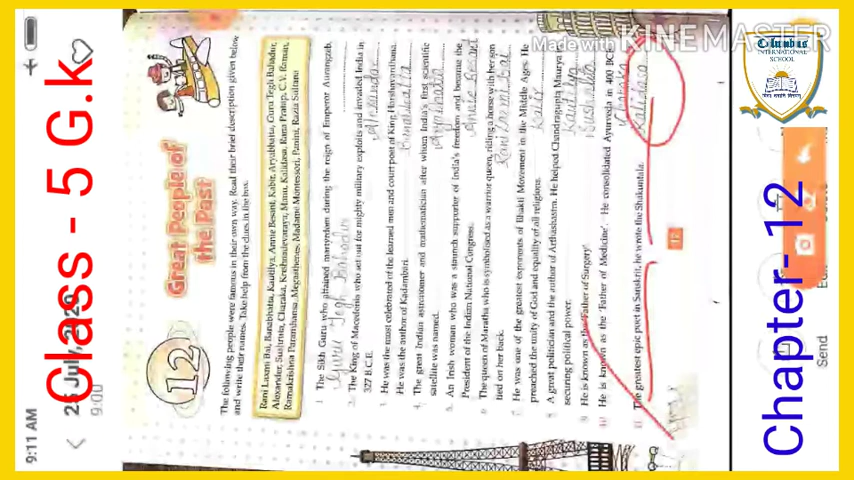 9:11 AM
Class - 5 G.k
25 July, 2020
9:00
12
Great People of
the Past
The following people were famous in their own way. Read their brief description given below
and write their names. Take help from the clues in the box.
Rani Laxmi Bai, Banabhatta, Kautilya, Annie Besant, Kabir, Aryabhatta, Guru Tegh Bahadur,
Alexander, Sushruta, Charaka, Krishnadevaraya, Manu, Kalidasa, Rana Pratap, C.V. Raman,
Ramakrishna Paramhansa, Megasthenes, Madame Montessori, Panini, Razia Sultana
1 The Sikh Guru who attained martyrdom during the reign of Emperor Aurangzeb.
Guru Tegh Bahadur
2 The King of Macedonia who set out for mighty military exploits and invaded India in
327 B.C.E. Alexander
3 He was the most celebrated of the learned men and court poet of King Harshavardhana.
He was the author of Kadambari. Banabhatta
4 The great Indian astronomer and mathematician after whom India's first scientific
satellite was named. Aryabhatta
5 An Irish woman who was a staunch supporter of India's freedom and became the
President of the Indian National Congress. Annie Besant
6 The queen of Maratha who is symbolised as a warrior queen, riding a horse with her son
tied on her back. Rani Laxmi Bai
7 He was one of the greatest exponents of Bhakti Movement in the Middle Ages. He
preached the unity of God and equality of all religions. Kabir
8 A great politician and the author of Arthasastra. He helped Chandragupta Maurya
securing political power. Kautilya
9 He is known as the 'Father of Surgery'. Sushruta
10 He is known as the 'Father of Medicine'. He consolidated Ayurveda in 400 BCE
Charaka
11 The greatest epic poet in Sanskrit, he wrote the Shakuntala. Kalidasa
Made with KINEMASTER
Columbus
INTERNATIONAL
SCHOOL
Send
Chapter- 12